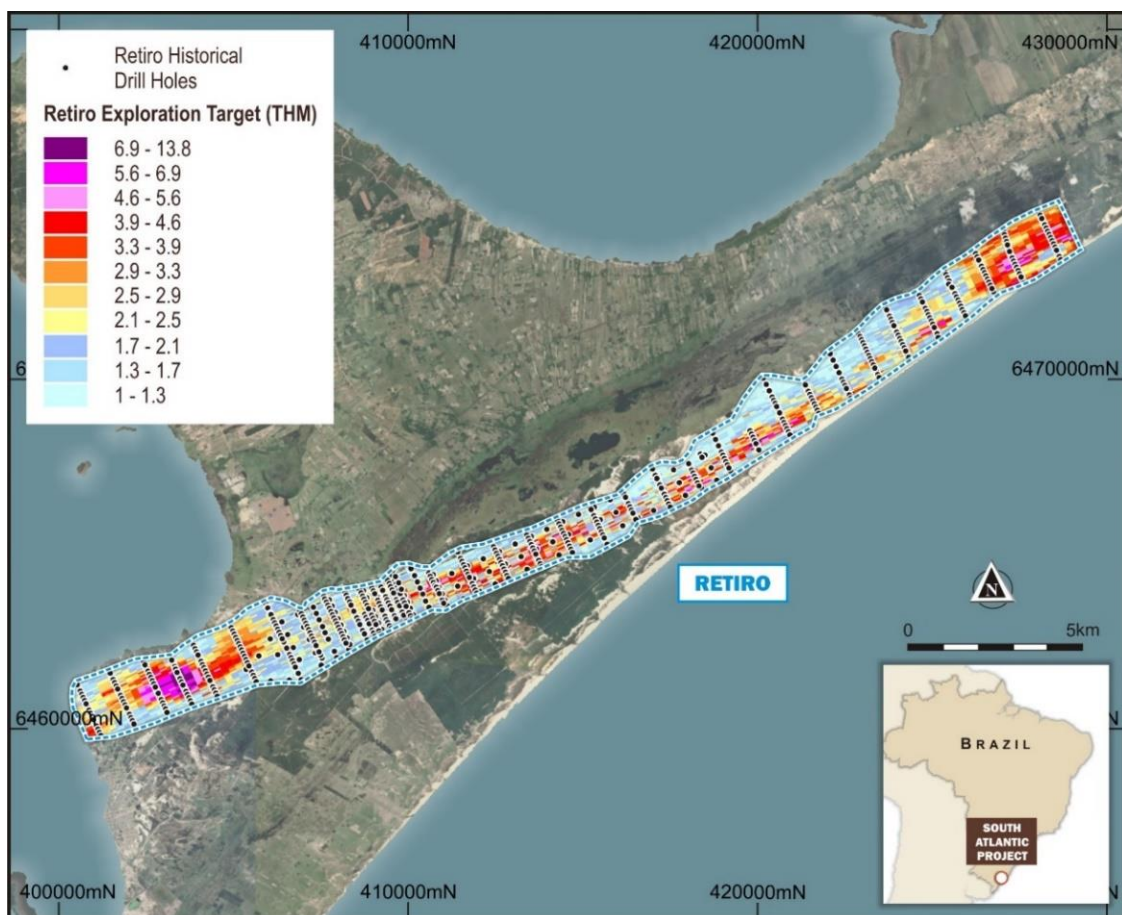 410000mN
420000mN
430000mN
Retiro Historical
Drill Holes
Retiro Exploration Target (THM)
6.9 - 13.8
5.6 - 6.9
4.6 - 5.6
3.9 - 4.6
3.3 - 3.9
2.9 - 3.3
2.5 - 2.9
2.1 - 2.5
1.7 - 2.1
1.3 - 1.7
1 - 1.3
6470000mN
RETIRO
N
0
5km
6460000mN
BRAZIL
SOUTH
ATLANTIC
PROJECT
400000mN
410000mN
420000mN